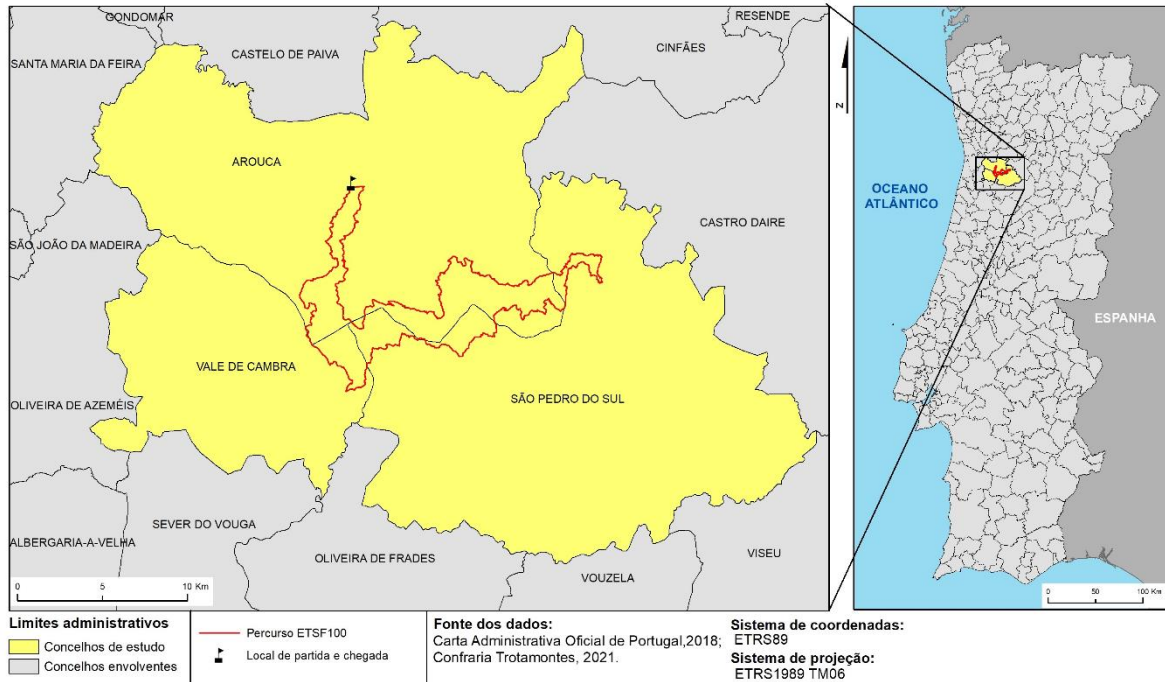 GONDOMAR
RESENDE
CASTELO DE PAIVA
CINFÃES
SANTA MARIA DA FEIRA
AROUCA
CASTRO DAIRE
SÃO JOÃO DA MADEIRA
VALE DE CAMBRA
SÃO PEDRO DO SUL
OLIVEIRA DE AZEMÉIS
SEVER DO VOUGA
ALBERGARIA-A-VELHA
OLIVEIRA DE FRADES
VISEU
VOUZELA
0 5 10 Km
N
OCEANO
ATLÂNTICO
ESPANHA
0 50 100 Km
Limites administrativos
Concelhos de estudo
Concelhos envolventes
Percurso ETSF100
Local de partida e chegada
Fonte dos dados:
Carta Administrativa Oficial de Portugal,2018;
Confraria Trotamontes, 2021.
Sistema de coordenadas:
ETRS89
Sistema de projeção:
ETRS1989 TM06